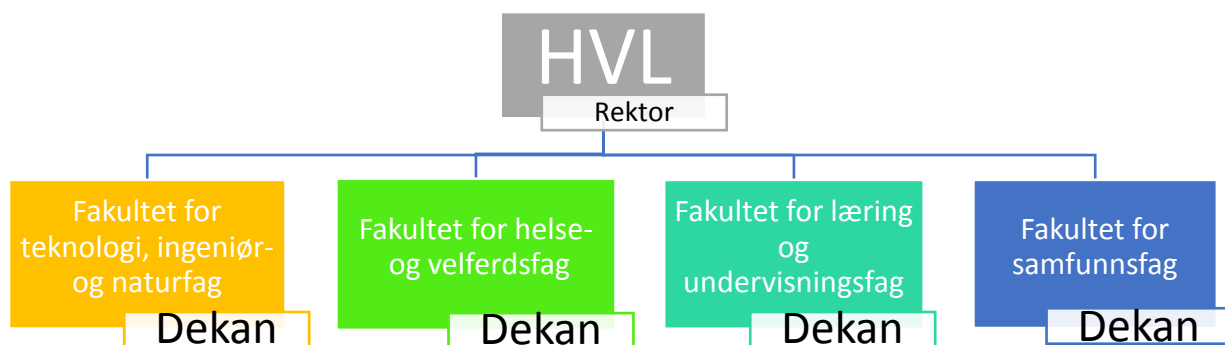 HVL
Rektor
Fakultet for
teknologi, ingeniør-
og naturfag
Dekan
Fakultet for helse-
og velferdsfag
Dekan
Fakultet for læring
og
undervisningsfag
Dekan
Fakultet for
samfunnsfag
Dekan